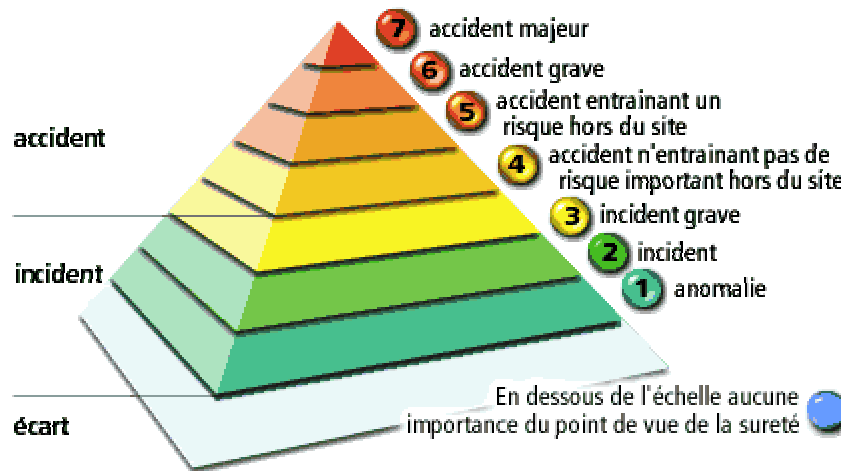 7 accident majeur
6 accident grave
5 accident entrainant un
risque hors du site
accident
4 accident n'entrainant pas de
risque important hors du site
3 incident grave
2 incident
incident
1 anomalie
En dessous de l'échelle aucune
importance du point de vue de la sureté
écart